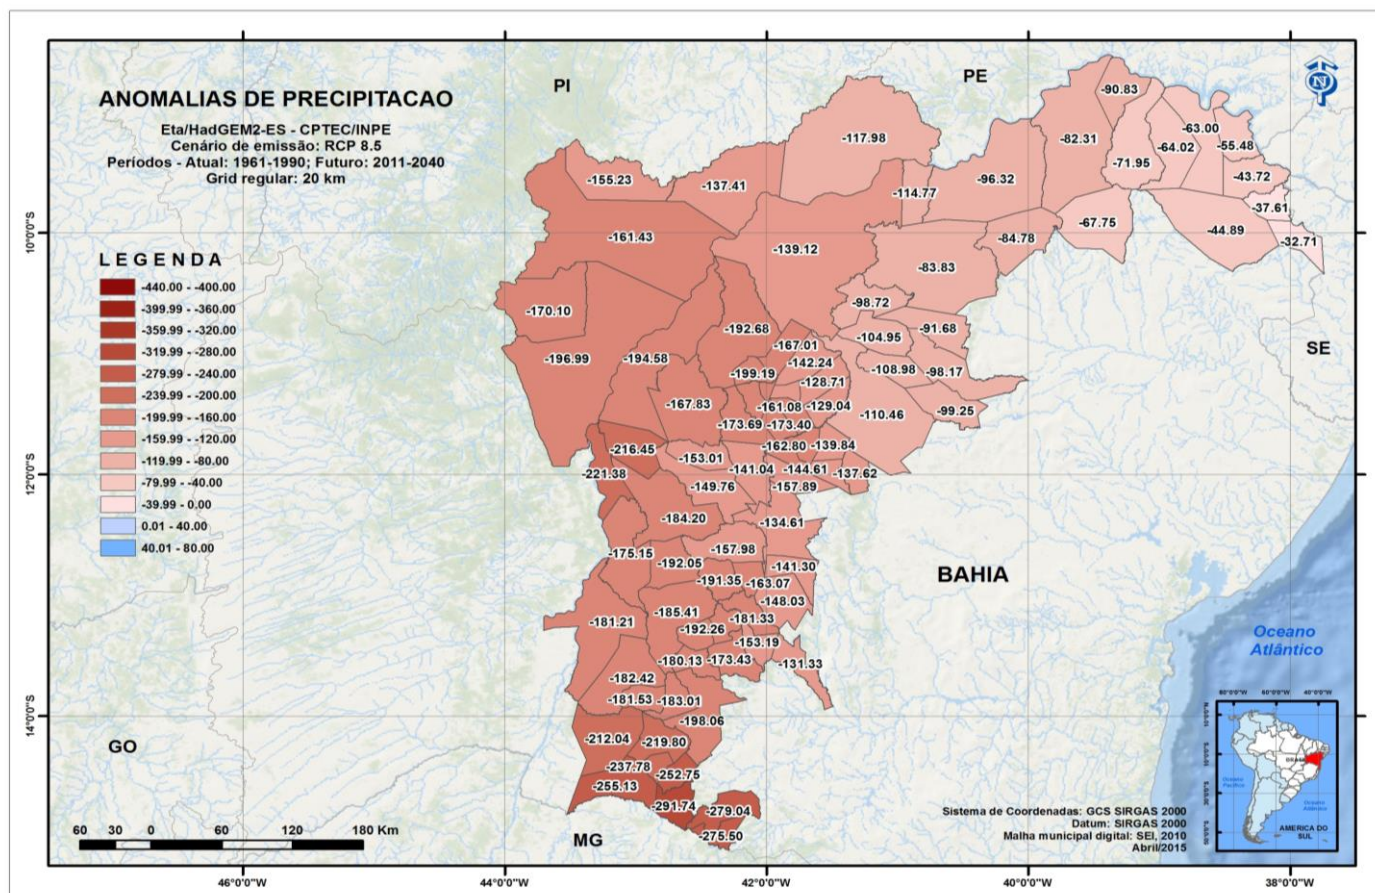 PI
PE
ANOMALIAS DE PRECIPITACAO
Eta/HadGEM2-ES - CPTEC/INPE
Cenário de emissão: RCP 8.5
Períodos - Atual: 1961-1990; Futuro: 2011-2040
Grid regular: 20 km
N
10°0'0"S
12°0'0"S
14°0'0"S
LEGENDA
-440.00 - -400.00
-399.99 - -360.00
-359.99 - -320.00
-319.99 - -280.00
-279.99 - -240.00
-239.99 - -200.00
-199.99 - -160.00
-159.99 - -120.00
-119.99 - -80.00
-79.99 - -40.00
-39.99 - 0.00
0.01 - 40.00
40.01 - 80.00
-90.83
-117.98
-82.31
-63.00
-64.02
-55.48
-71.95
-43.72
-155.23
-137.41
-114.77
-96.32
-37.61
-67.75
-44.89
-32.71
-161.43
-139.12
-84.78
-83.83
-170.10
-98.72
-192.68
-91.68
-104.95
-167.01
-196.99
-194.58
-142.24
-199.19
-108.98
-98.17
-128.71
-167.83
-161.08
-129.04
-110.46
-99.25
-173.69
-173.40
-216.45
-153.01
-162.80
-139.84
-221.38
-141.04
-144.61
-137.62
-149.76
-157.89
-184.20
-134.61
-175.15
-157.98
-192.05
-141.30
-191.35
-163.07
-148.03
-185.41
-181.21
-181.33
-192.26
-153.19
-180.13
-173.43
-131.33
-182.42
-181.53
-183.01
-198.06
-212.04
-219.80
-237.78
-252.75
-255.13
-291.74
-279.04
-275.50
SE
BAHIA
Oceano
Atlântico
GO
MG
60 30 0 60 120 180 Km
Sistema de Coordenadas: GCS SIRGAS 2000
Datum: SIRGAS 2000
Malha municipal digital: SEI, 2010
Abril/2015
80°0'0"W 60°0'0"W 40°0'0"W
BRASIL
Oceano
Pacífico
Oceano
Atlântico
AMERICA DO
SUL
46°0'0"W 44°0'0"W 42°0'0"W 40°0'0"W 38°0'0"W